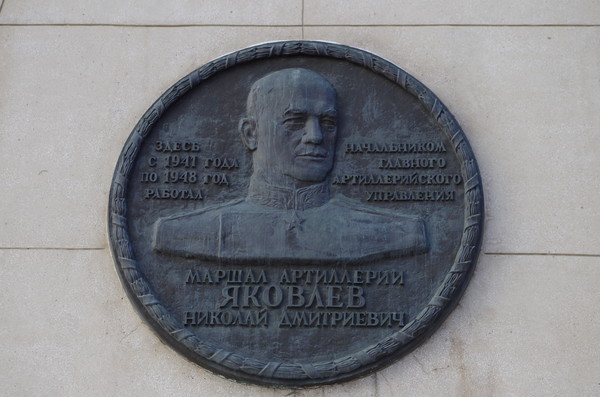 ЗДЕСЬ
С 1941 ГОДА
ПО 1948 ГОД
РАБОТАЛ
НАЧАЛЬНИКОМ
ГЛАВНОГО
АРТИЛЛЕРИЙСКОГО
УПРАВЛЕНИЯ
МАРШАЛ АРТИЛЛЕРИИ
ЯКОВЛЕВ
НИКОЛАЙ ДМИТРИЕВИЧ